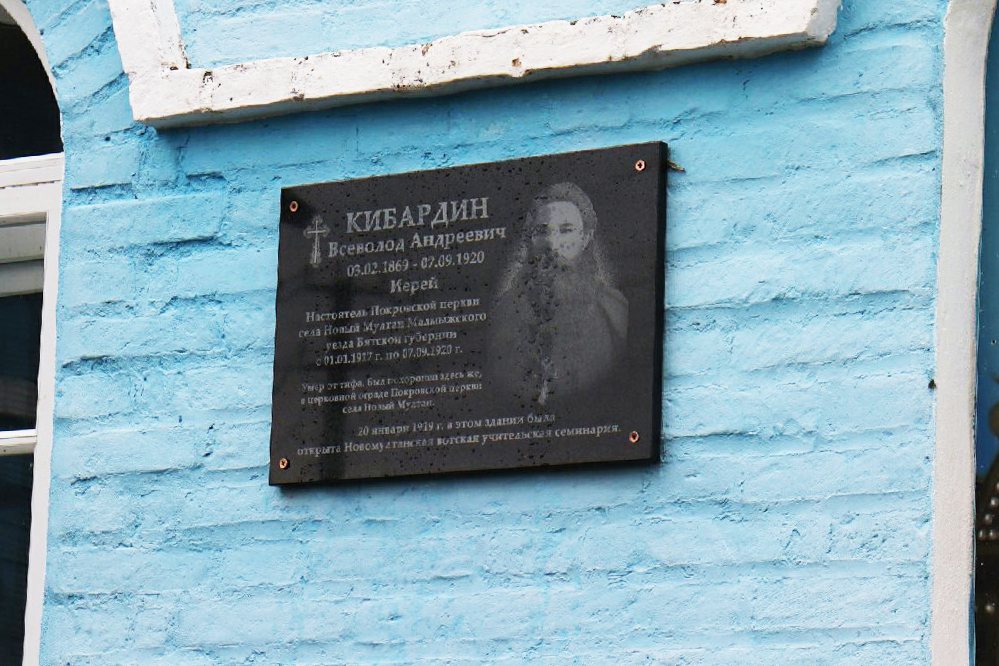 КИБАРДИН
Всеволод Андреевич
03.02.1869 - 07.09.1920
Иерей
Настоятель Покровской церкви
села Новый Мултан Малмыжского
уезда Вятской губернии
с 01.01.1917 г. по 07.09.1920 г.
Умер от тифа, был похоронен здесь же,
в церковной ограде Покровской церкви
села Новый Мултан.
20 января 1919 г. в этом здании была
открыта Новомултанская вотская учительская семинария.